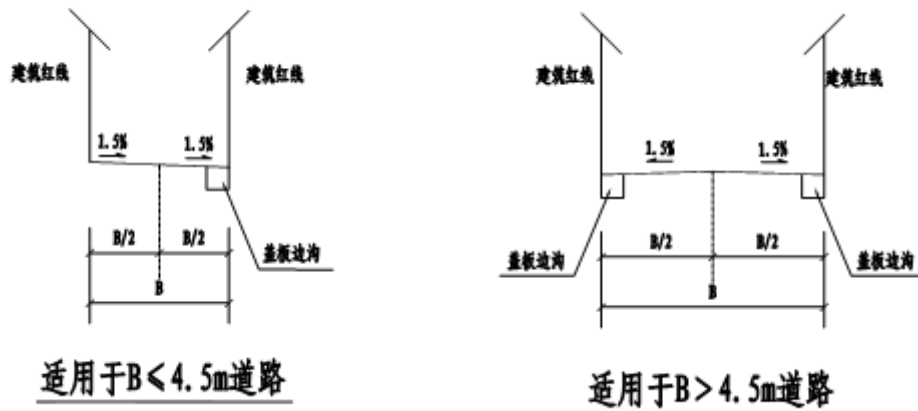 建筑红线
建筑红线
1.5%
1.5%
B/2
B/2
盖板边沟
B
适用于B≤4.5m道路
建筑红线
建筑红线
1.5%
1.5%
盖板边沟
B/2
B/2
盖板边沟
B
适用于B>4.5m道路